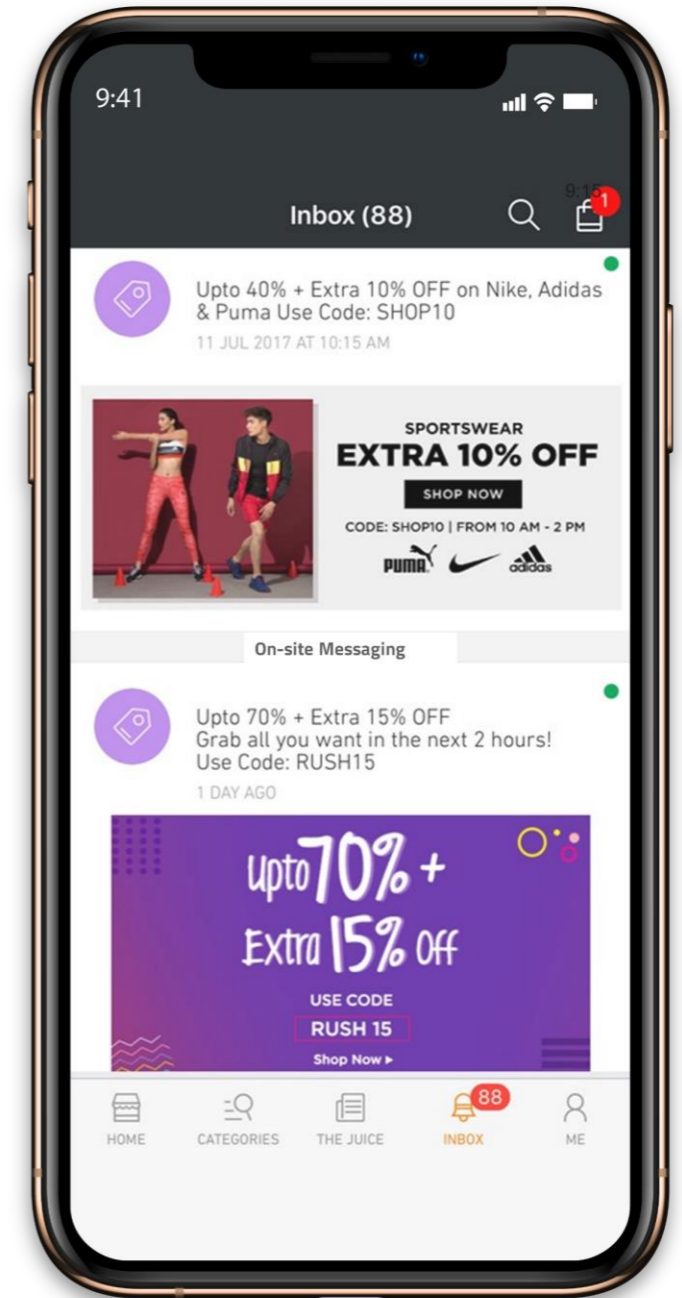 9:41
9:15
Inbox (88)
1
Upto 40% + Extra 10% OFF on Nike, Adidas
& Puma Use Code: SHOP10
11 JUL 2017 AT 10:15 AM
SPORTSWEAR
EXTRA 10% OFF
SHOP NOW
CODE: SHOP10 | FROM 10 AM - 2 PM
PUMA
adidas
On-site Messaging
Upto 70% + Extra 15% OFF
Grab all you want in the next 2 hours!
Use Code: RUSH15
1 DAY AGO
upto 70% +
Extra 15% Off
USE CODE
RUSH 15
Shop Now
88
HOME CATEGORIES THE JUICE INBOX ME